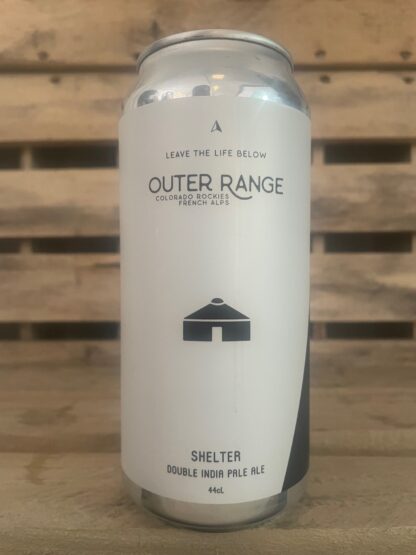 LEAVE THE LIFE BELOW
OUTER RANGE
COLORADO ROCKIES
FRENCH ALPS
SHELTER
DOUBLE INDIA PALE ALE
44cL